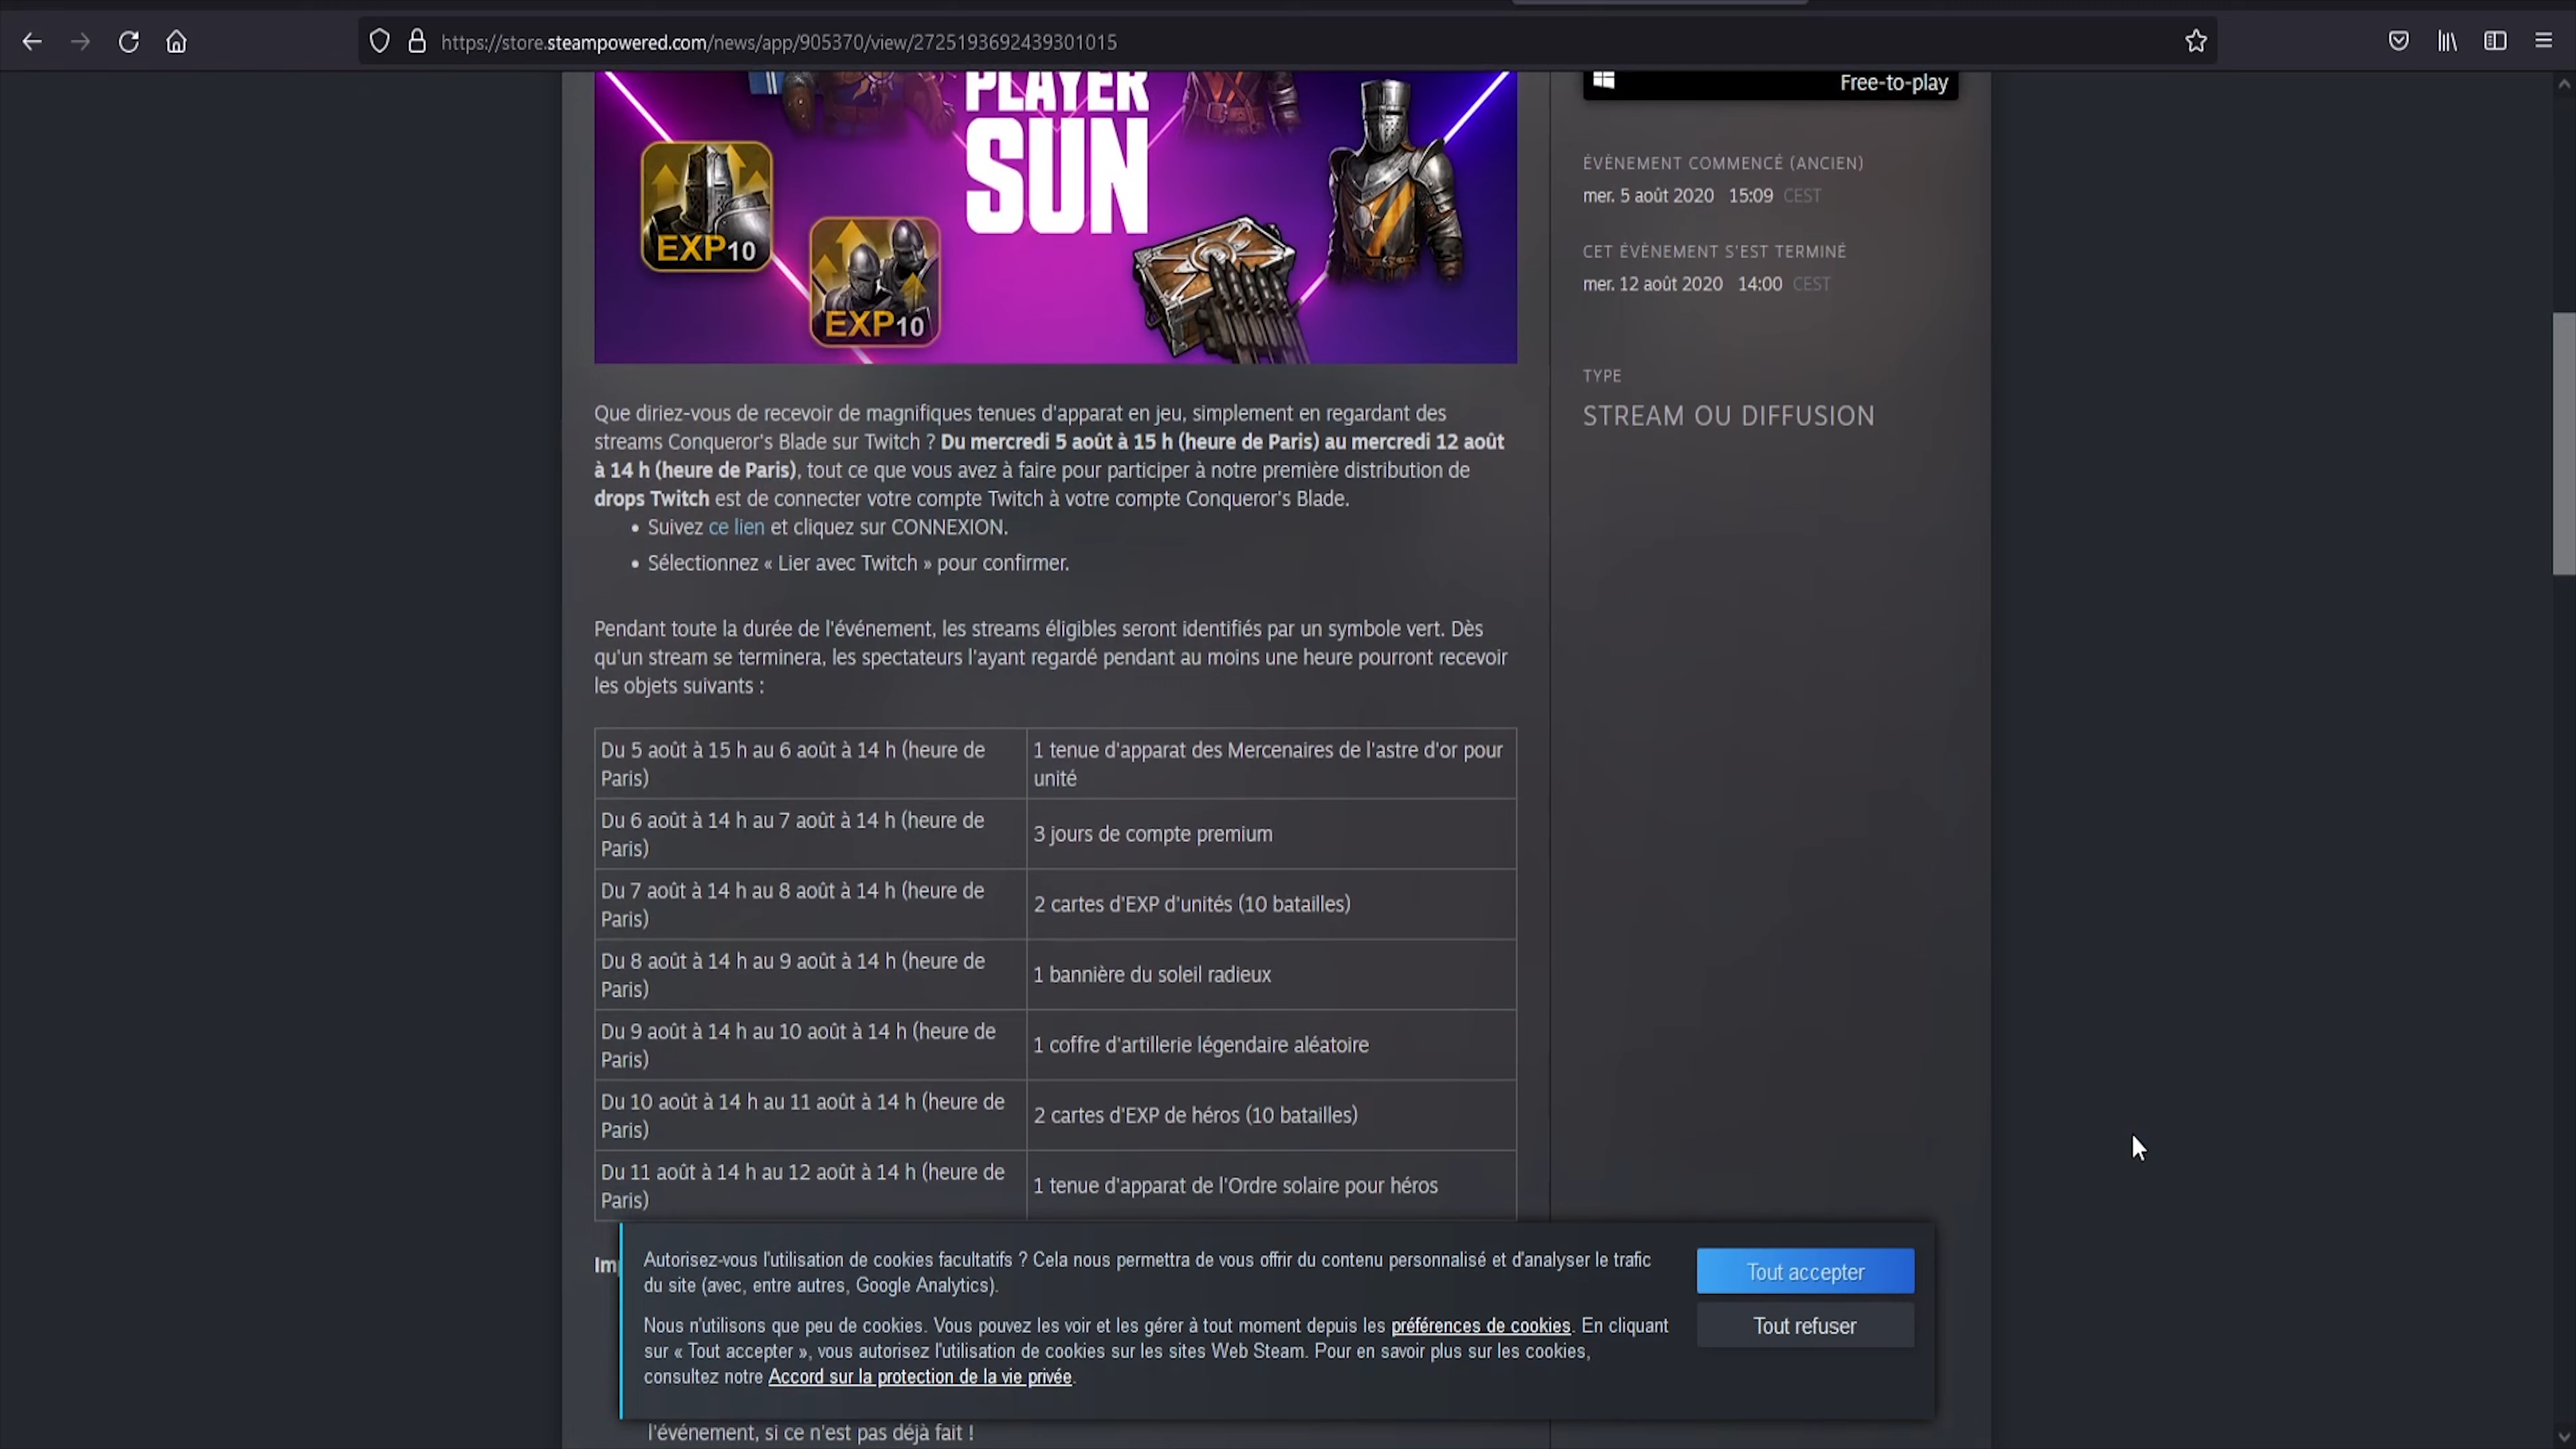 https://store.steampowered.com/news/app/905370/view/2725193692439301015
PLAYER
SUN
EXP10
EXP10
Free-to-play
ÉVÈNEMENT COMMENCÉ (ANCIEN)
mer. 5 août 2020 15:09 CEST
CET ÉVÈNEMENT S'EST TERMINÉ
mer. 12 août 2020 14:00 CEST
TYPE
STREAM OU DIFFUSION
Que diriez-vous de recevoir de magnifiques tenues d'apparat en jeu, simplement en regardant des
streams Conqueror's Blade sur Twitch ? Du mercredi 5 août à 15 h (heure de Paris) au mercredi 12 août
à 14 h (heure de Paris), tout ce que vous avez à faire pour participer à notre première distribution de
drops Twitch est de connecter votre compte Twitch à votre compte Conqueror's Blade.
• Suivez ce lien et cliquez sur CONNEXION.
• Sélectionnez « Lier avec Twitch » pour confirmer.
Pendant toute la durée de l'événement, les streams éligibles seront identifiés par un symbole vert. Dès
qu'un stream se terminera, les spectateurs l'ayant regardé pendant au moins une heure pourront recevoir
les objets suivants :
Du 5 août à 15 h au 6 août à 14 h (heure de
Paris)
1 tenue d'apparat des Mercenaires de l'astre d'or pour
unité
Du 6 août à 14 h au 7 août à 14 h (heure de
Paris)
3 jours de compte premium
Du 7 août à 14 h au 8 août à 14 h (heure de
Paris)
2 cartes d'EXP d'unités (10 batailles)
Du 8 août à 14 h au 9 août à 14 h (heure de
Paris)
1 bannière du soleil radieux
Du 9 août à 14 h au 10 août à 14 h (heure de
Paris)
1 coffre d'artillerie légendaire aléatoire
Du 10 août à 14 h au 11 août à 14 h (heure de
Paris)
2 cartes d'EXP de héros (10 batailles)
Du 11 août à 14 h au 12 août à 14 h (heure de
Paris)
1 tenue d'apparat de l'Ordre solaire pour héros
Autorisez-vous l'utilisation de cookies facultatifs ? Cela nous permettra de vous offrir du contenu personnalisé et d'analyser le trafic
du site (avec, entre autres, Google Analytics).
Nous n'utilisons que peu de cookies. Vous pouvez les voir et les gérer à tout moment depuis les préférences de cookies. En cliquant
sur « Tout accepter », vous autorisez l'utilisation de cookies sur les sites Web Steam. Pour en savoir plus sur les cookies,
consultez notre Accord sur la protection de la vie privée.
Tout accepter
Tout refuser
l'événement, si ce n'est pas déjà fait !